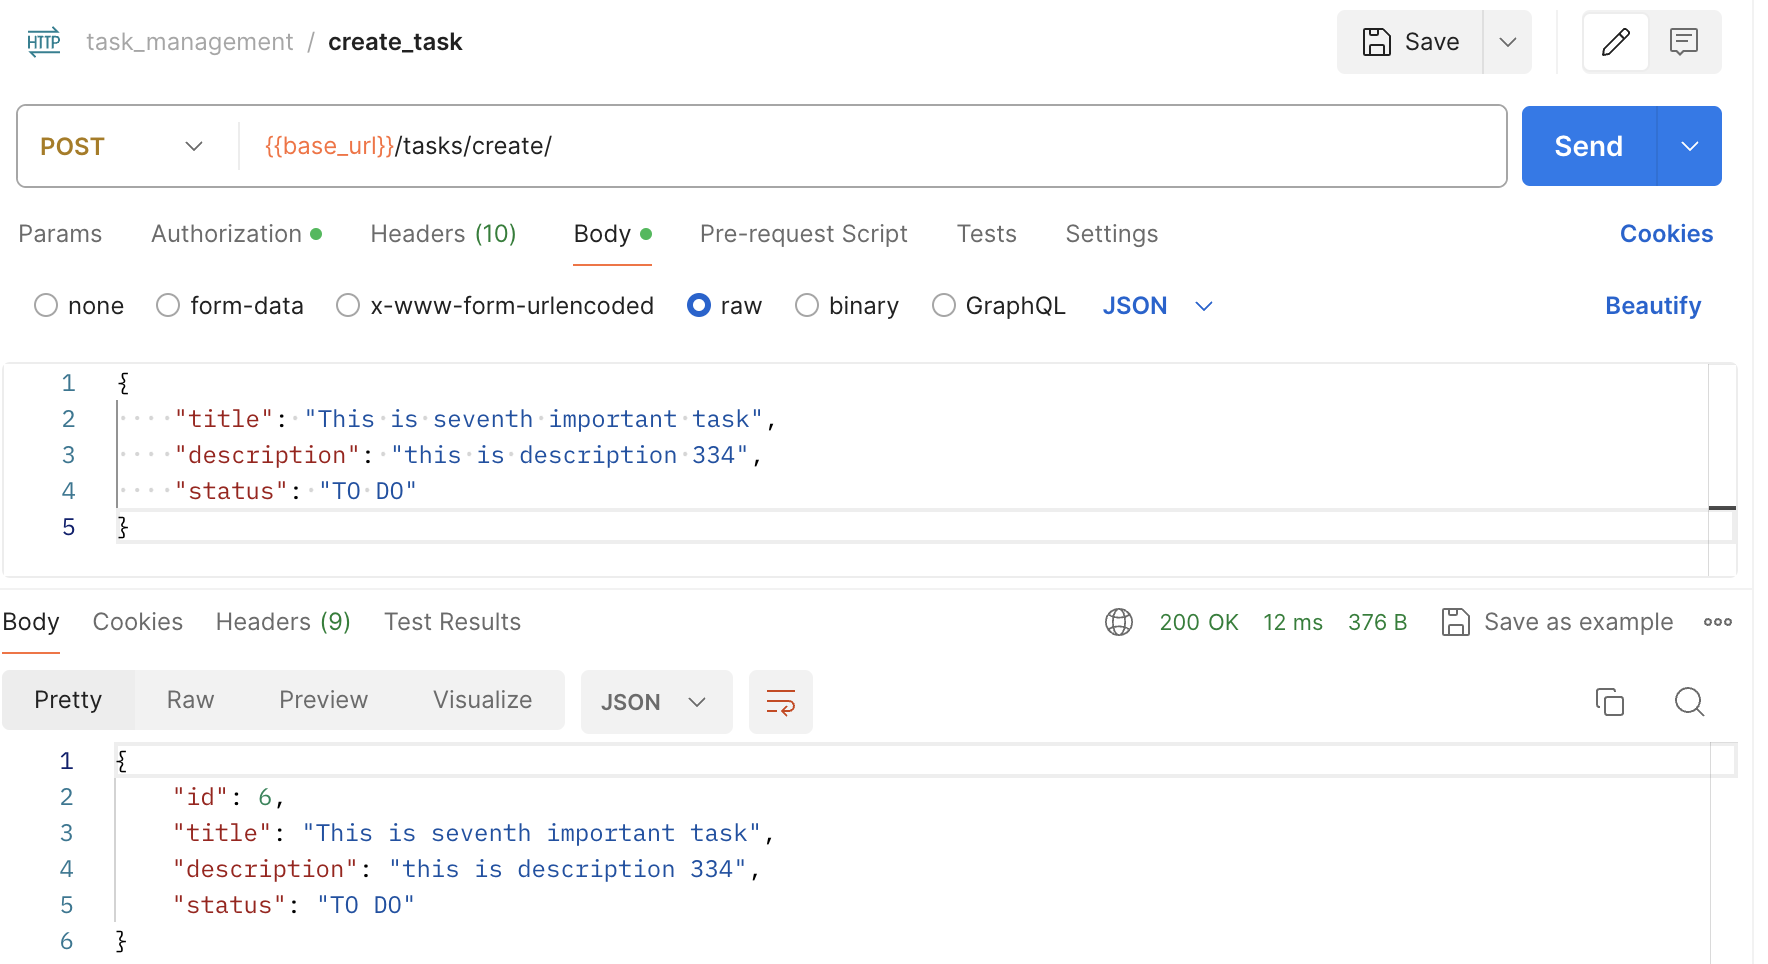 HTTP task_management / create_task Save
POST {{base_url}}/tasks/create/ Send
Params Authorization Headers (10) Body Pre-request Script Tests Settings Cookies
none form-data x-www-form-urlencoded raw binary GraphQL JSON Beautify
1 {
2 "title": "This is seventh important task",
3 "description": "this is description 334",
4 "status": "TO DO"
5 }
Body Cookies Headers (9) Test Results 200 OK 12 ms 376 B Save as example
Pretty Raw Preview Visualize JSON
1 {
2 "id": 6,
3 "title": "This is seventh important task",
4 "description": "this is description 334",
5 "status": "TO DO"
6 }